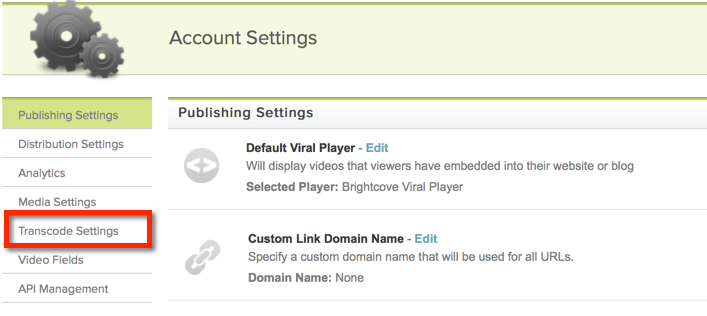 Account Settings
Publishing Settings
Distribution Settings
Analytics
Media Settings
Transcode Settings
Video Fields
API Management
Publishing Settings
Default Viral Player - Edit
Will display videos that viewers have embedded into their website or blog
Selected Player: Brightcove Viral Player
Custom Link Domain Name - Edit
Specify a custom domain name that will be used for all URLs.
Domain Name: None